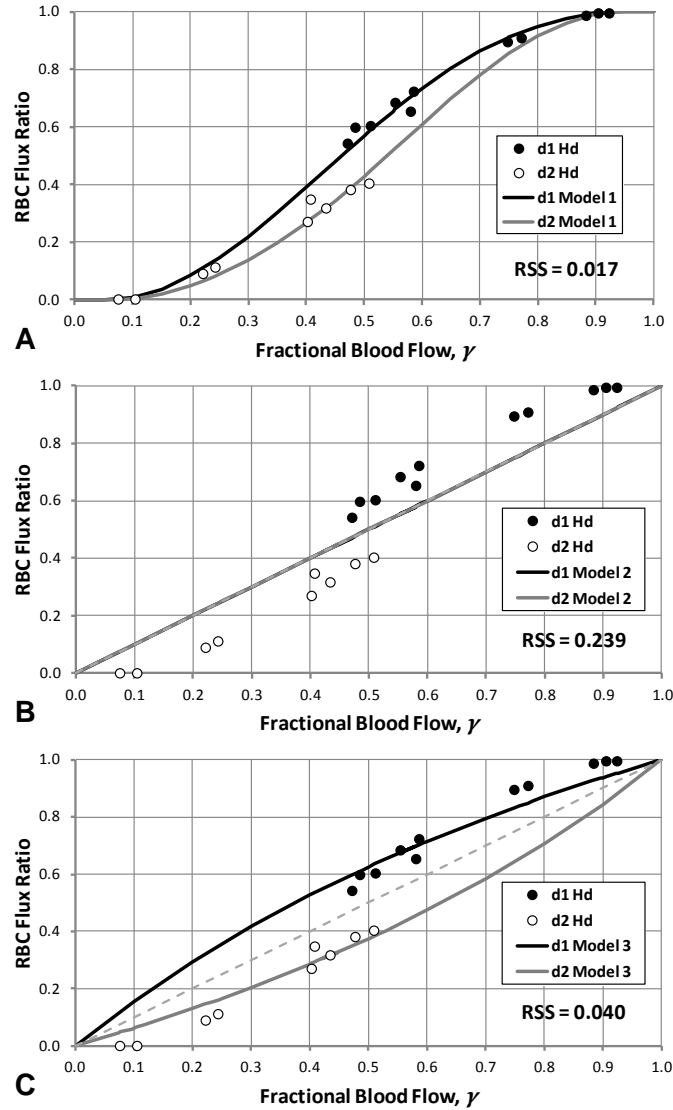 1.0
0.8
0.6
0.4
0.2
0.0
RBC Flux Ratio
d1 Hd
d2 Hd
d1 Model 1
d2 Model 1
RSS = 0.017
0.0 0.1 0.2 0.3 0.4 0.5 0.6 0.7 0.8 0.9 1.0
A
Fractional Blood Flow, γ
1.0
0.8
0.6
0.4
0.2
0.0
RBC Flux Ratio
d1 Hd
d2 Hd
d1 Model 2
d2 Model 2
RSS = 0.239
0.0 0.1 0.2 0.3 0.4 0.5 0.6 0.7 0.8 0.9 1.0
B
Fractional Blood Flow, γ
1.0
0.8
0.6
0.4
0.2
0.0
RBC Flux Ratio
d1 Hd
d2 Hd
d1 Model 3
d2 Model 3
RSS = 0.040
0.0 0.1 0.2 0.3 0.4 0.5 0.6 0.7 0.8 0.9 1.0
C
Fractional Blood Flow, γ